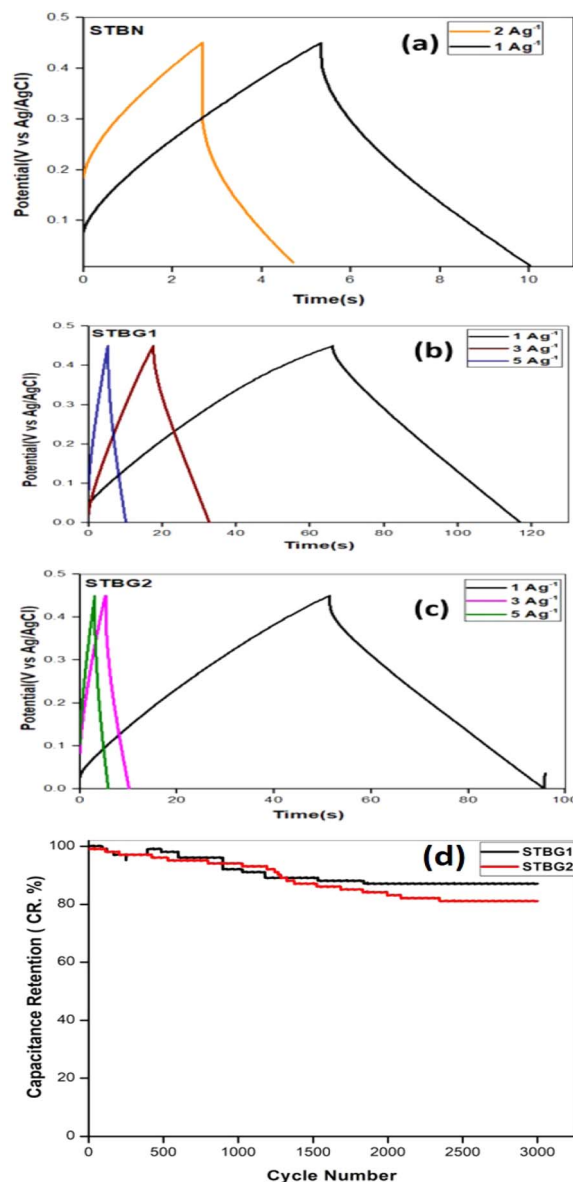 STBN
(a)
2 Ag⁻¹
1 Ag⁻¹
Potential(V vs Ag/AgCl)
0.4
0.3
0.2
0.1
0 2 4 6 8 10
Time(s)
STBG1
(b)
1 Ag⁻¹
3 Ag⁻¹
5 Ag⁻¹
Potential(V vs Ag/AgCl)
0.5
0.4
0.3
0.2
0.1
0.0
0 20 40 60 80 100 120
Time(s)
STBG2
(c)
1 Ag⁻¹
3 Ag⁻¹
5 Ag⁻¹
Potential(V vs Ag/AgCl)
0.5
0.4
0.3
0.2
0.1
0.0
0 20 40 60 80 100
Time(s)
(d)
STBG1
STBG2
Capacitance Retention ( CR. %)
100
80
60
40
20
0
0 500 1000 1500 2000 2500 3000
Cycle Number